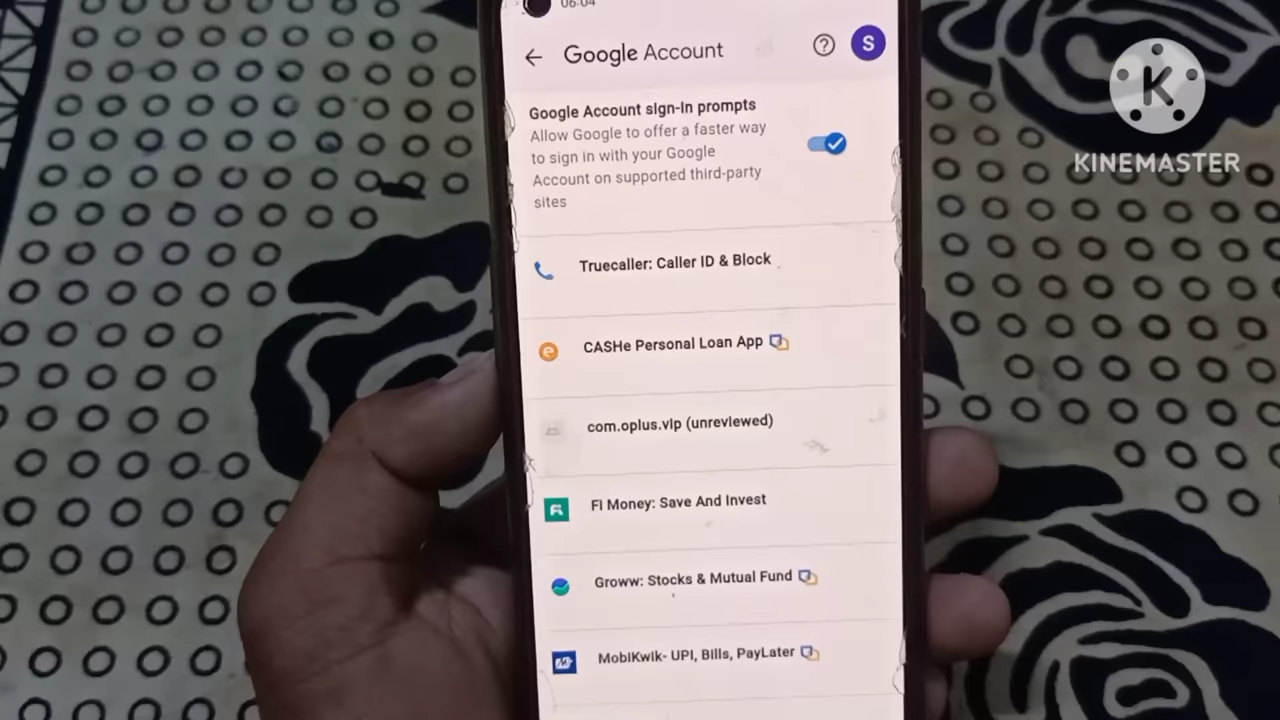 06:04
Google Account
S
Google Account sign-in prompts
Allow Google to offer a faster way
to sign in with your Google
Account on supported third-party
sites
Truecaller: Caller ID & Block
CASHe Personal Loan App
com.oplus.vip (unreviewed)
Fi Money: Save And Invest
Groww: Stocks & Mutual Fund
MobiKwik- UPI, Bills, PayLater
K
KINEMASTER